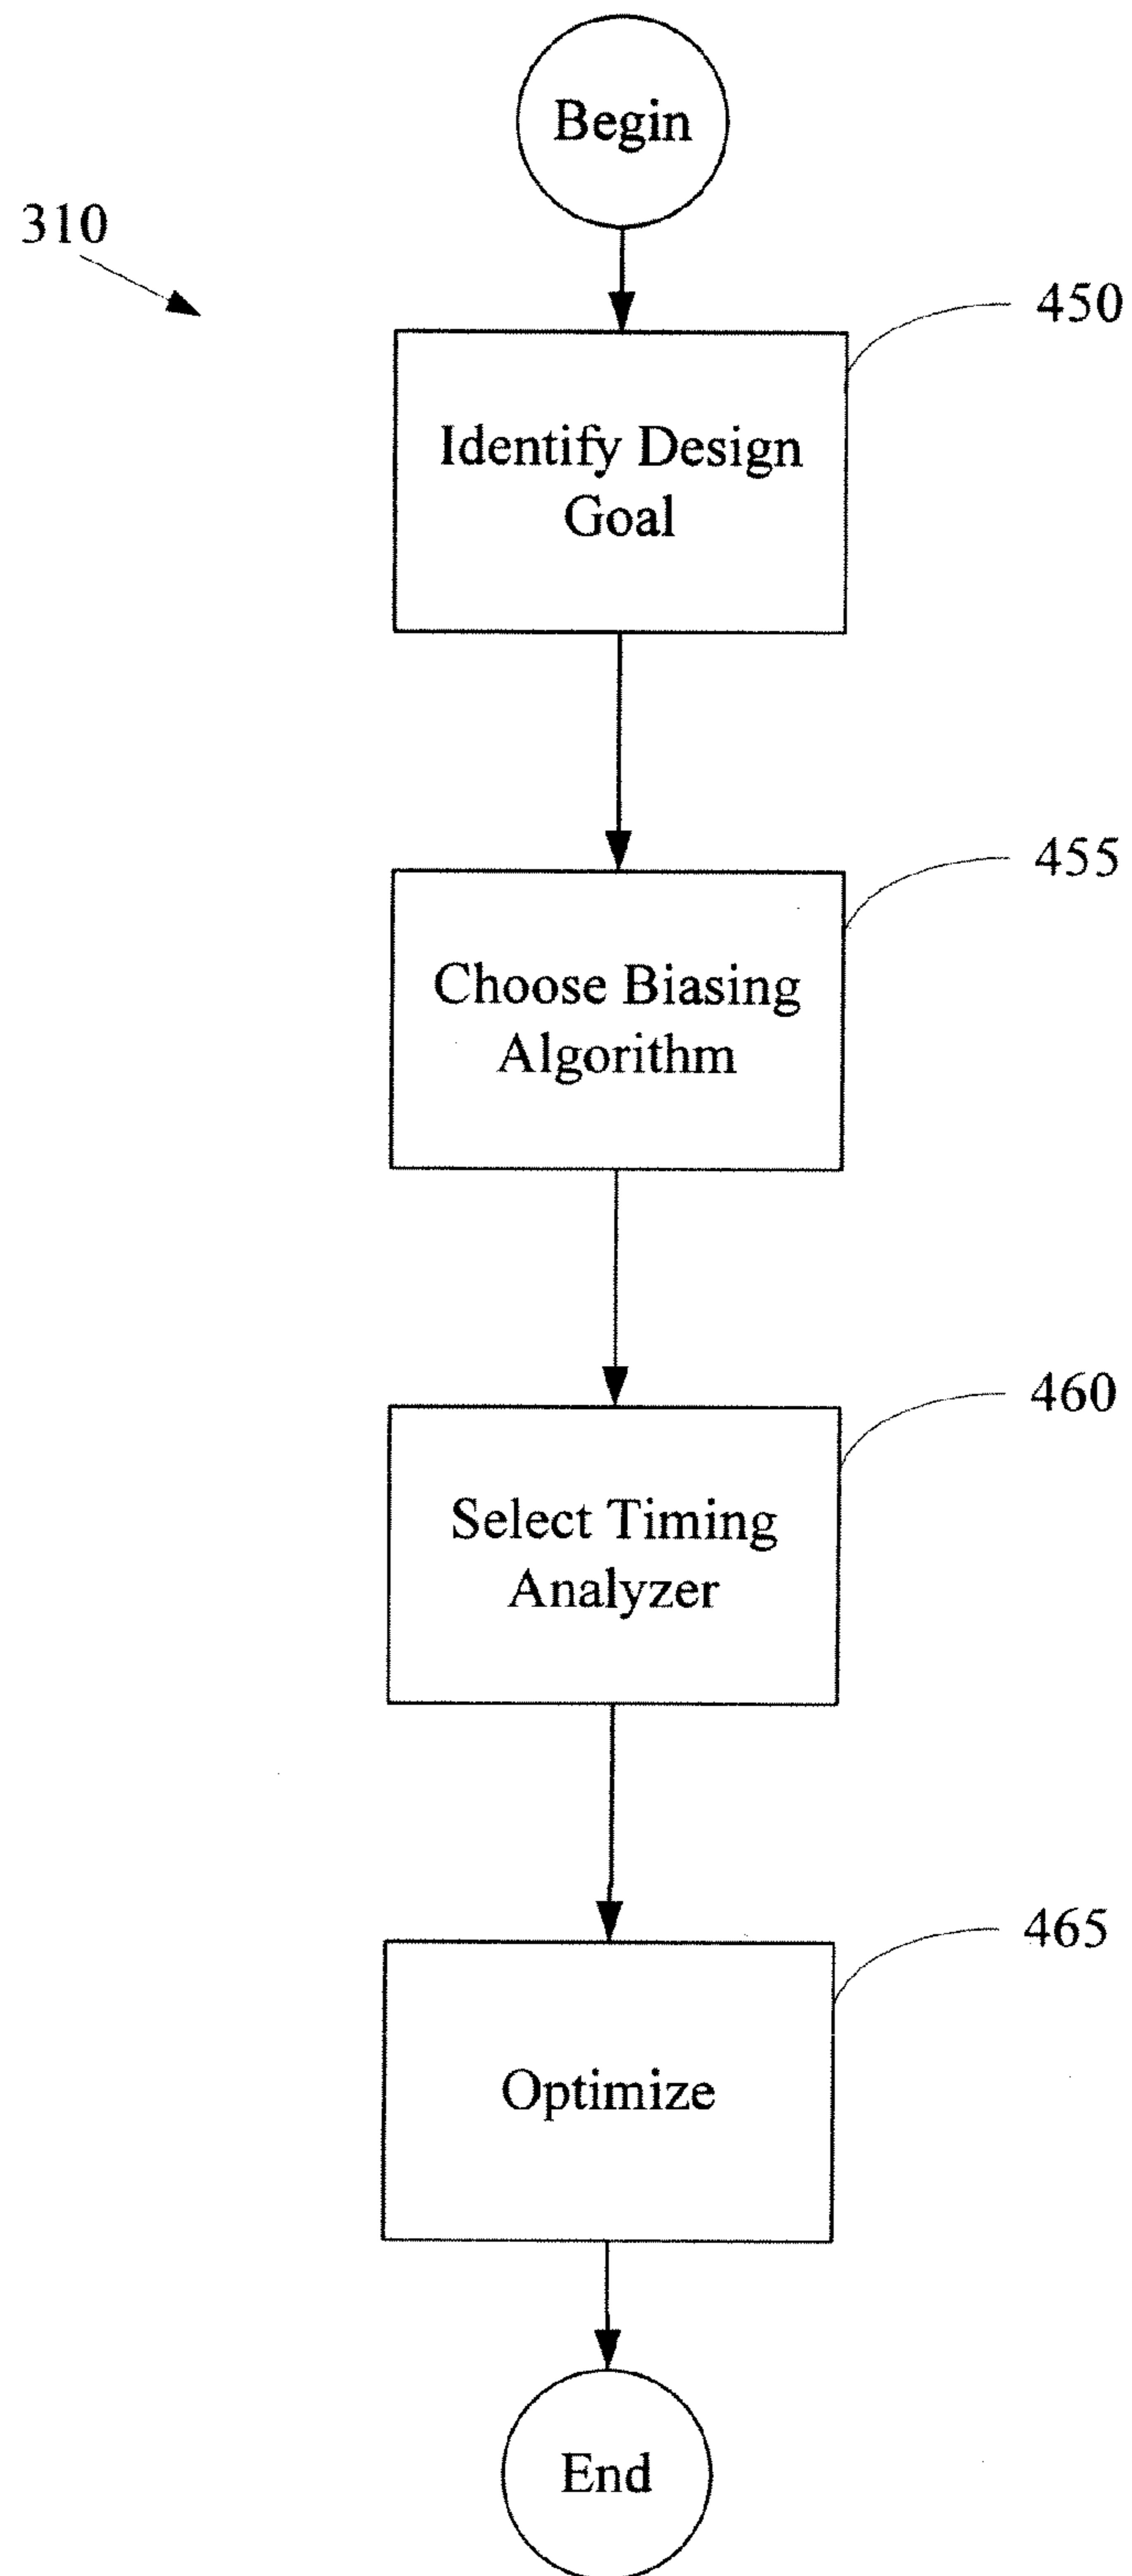 Begin
310
450
Identify Design
Goal
455
Choose Biasing
Algorithm
460
Select Timing
Analyzer
465
Optimize
End